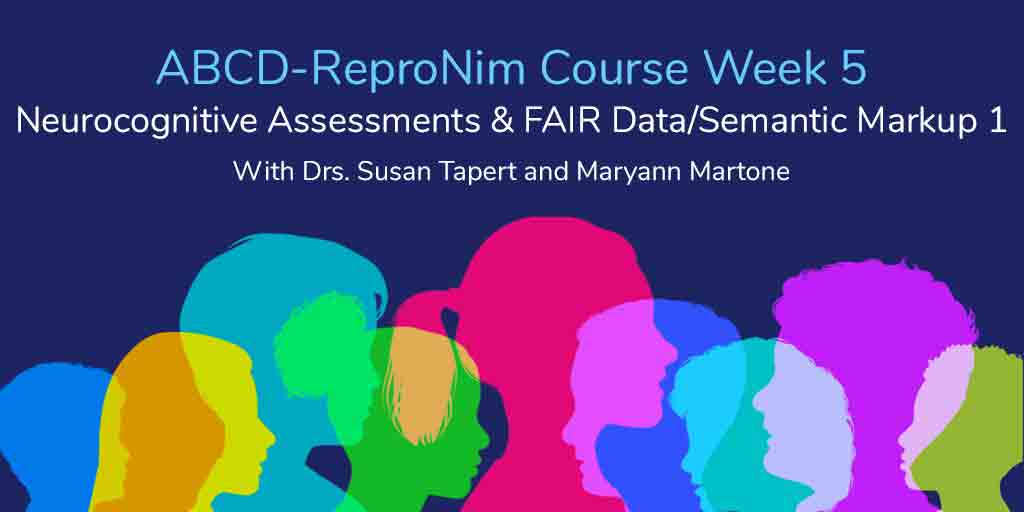 ABCD-ReproNim Course Week 5
Neurocognitive Assessments & FAIR Data/Semantic Markup 1
With Drs. Susan Tapert and Maryann Martone